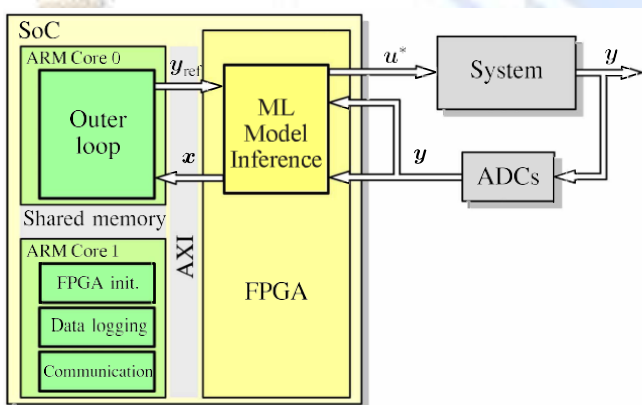 SoC
ARM Core 0
Outer
loop
y_ref
x
Shared memory
ARM Core 1
FPGA init.
Data logging
Communication
AXI
ML
Model
Inference
FPGA
u*
System
y
y
ADCs